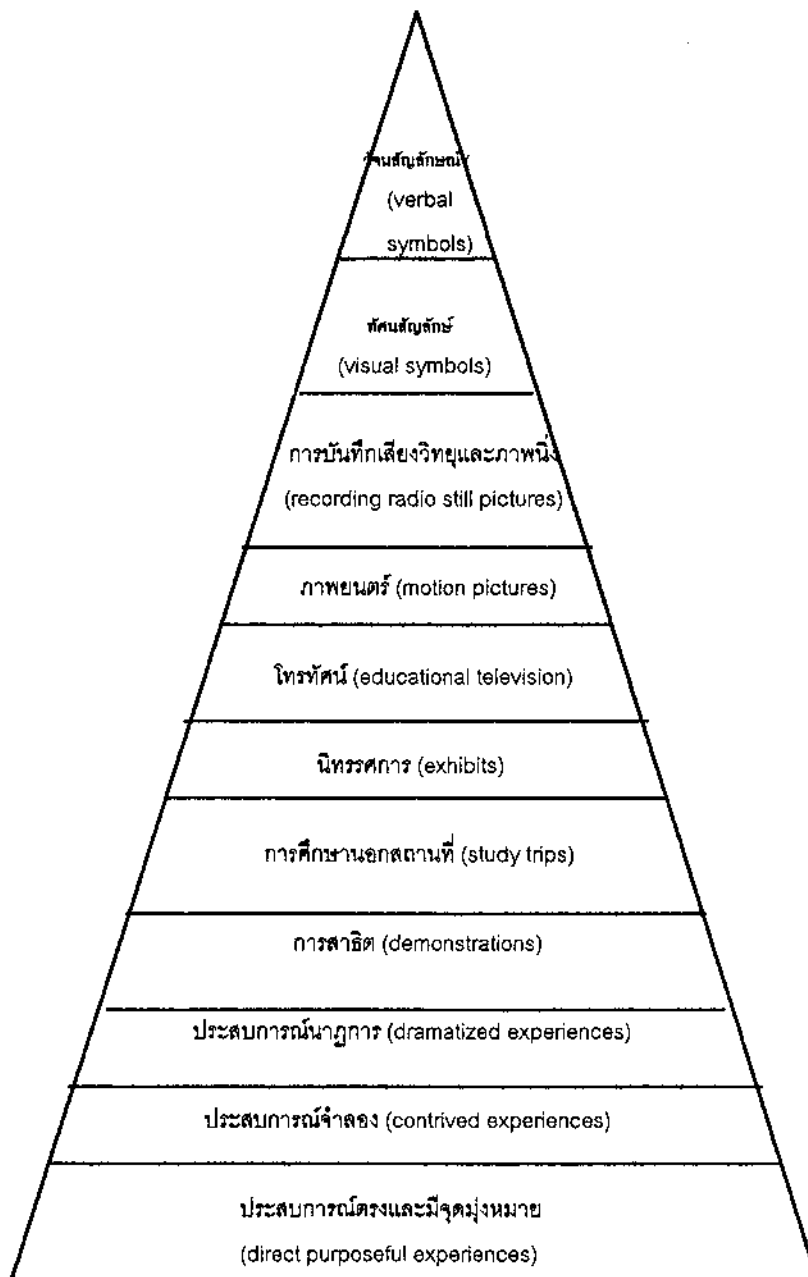 วจนสัญลักษณ์
(verbal
symbols)
ทัศนสัญลักษ์
(visual symbols)
การบันทึกเสียงวิทยุและภาพนิ่ง
(recording radio still pictures)
ภาพยนตร์ (motion pictures)
โทรทัศน์ (educational television)
นิทรรศการ (exhibits)
การศึกษานอกสถานที่ (study trips)
การสาธิต (demonstrations)
ประสบการณ์นาฏการ (dramatized experiences)
ประสบการณ์จำลอง (contrived experiences)
ประสบการณ์ตรงและมีจุดมุ่งหมาย
(direct purposeful experiences)